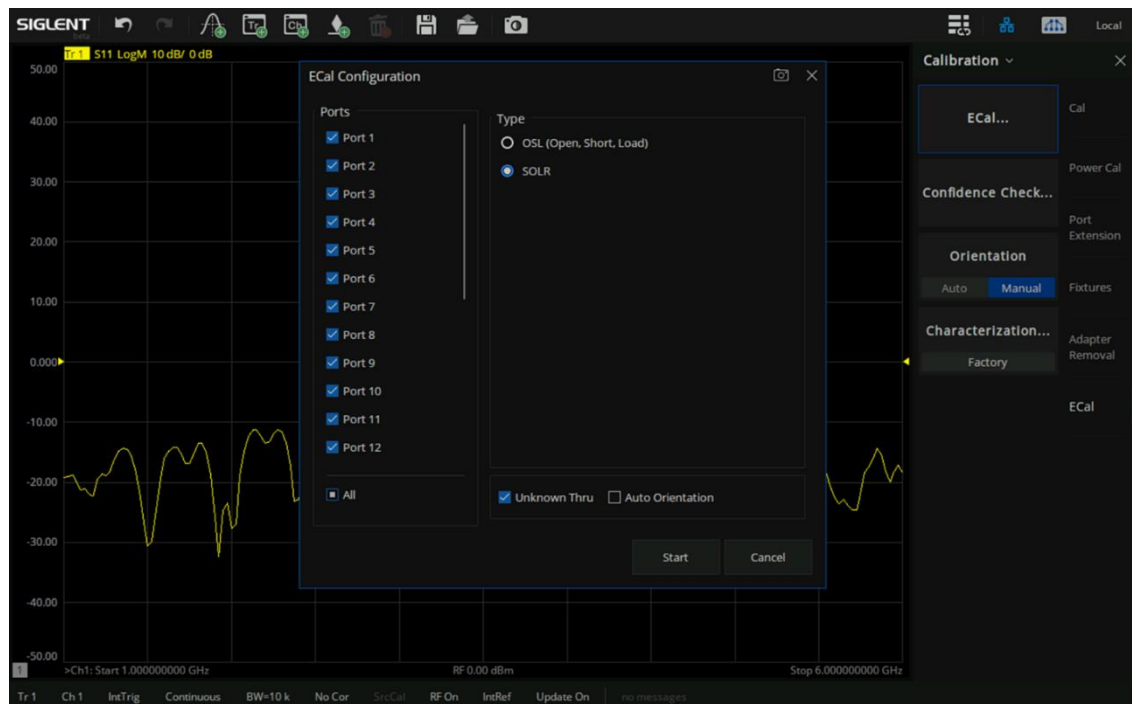 SIGLENT
beta
Tr
Ch
Local
Tr 1 S11 LogM 10 dB/ 0 dB
50.00
40.00
30.00
20.00
10.00
0.000
-10.00
-20.00
-30.00
-40.00
-50.00
ECal Configuration
Ports
Port 1
Port 2
Port 3
Port 4
Port 5
Port 6
Port 7
Port 8
Port 9
Port 10
Port 11
Port 12
All
Type
OSL (Open, Short, Load)
SOLR
Unknown Thru Auto Orientation
Start Cancel
Calibration
ECal...
Confidence Check...
Orientation
Auto Manual
Characterization...
Factory
Cal
Power Cal
Port
Extension
Fixtures
Adapter
Removal
ECal
1 >Ch1: Start 1.000000000 GHz RF 0.00 dBm Stop 6.000000000 GHz
Tr 1 Ch 1 IntTrig Continuous BW=10 k No Cor SrcCal RF On IntRef Update On no messages